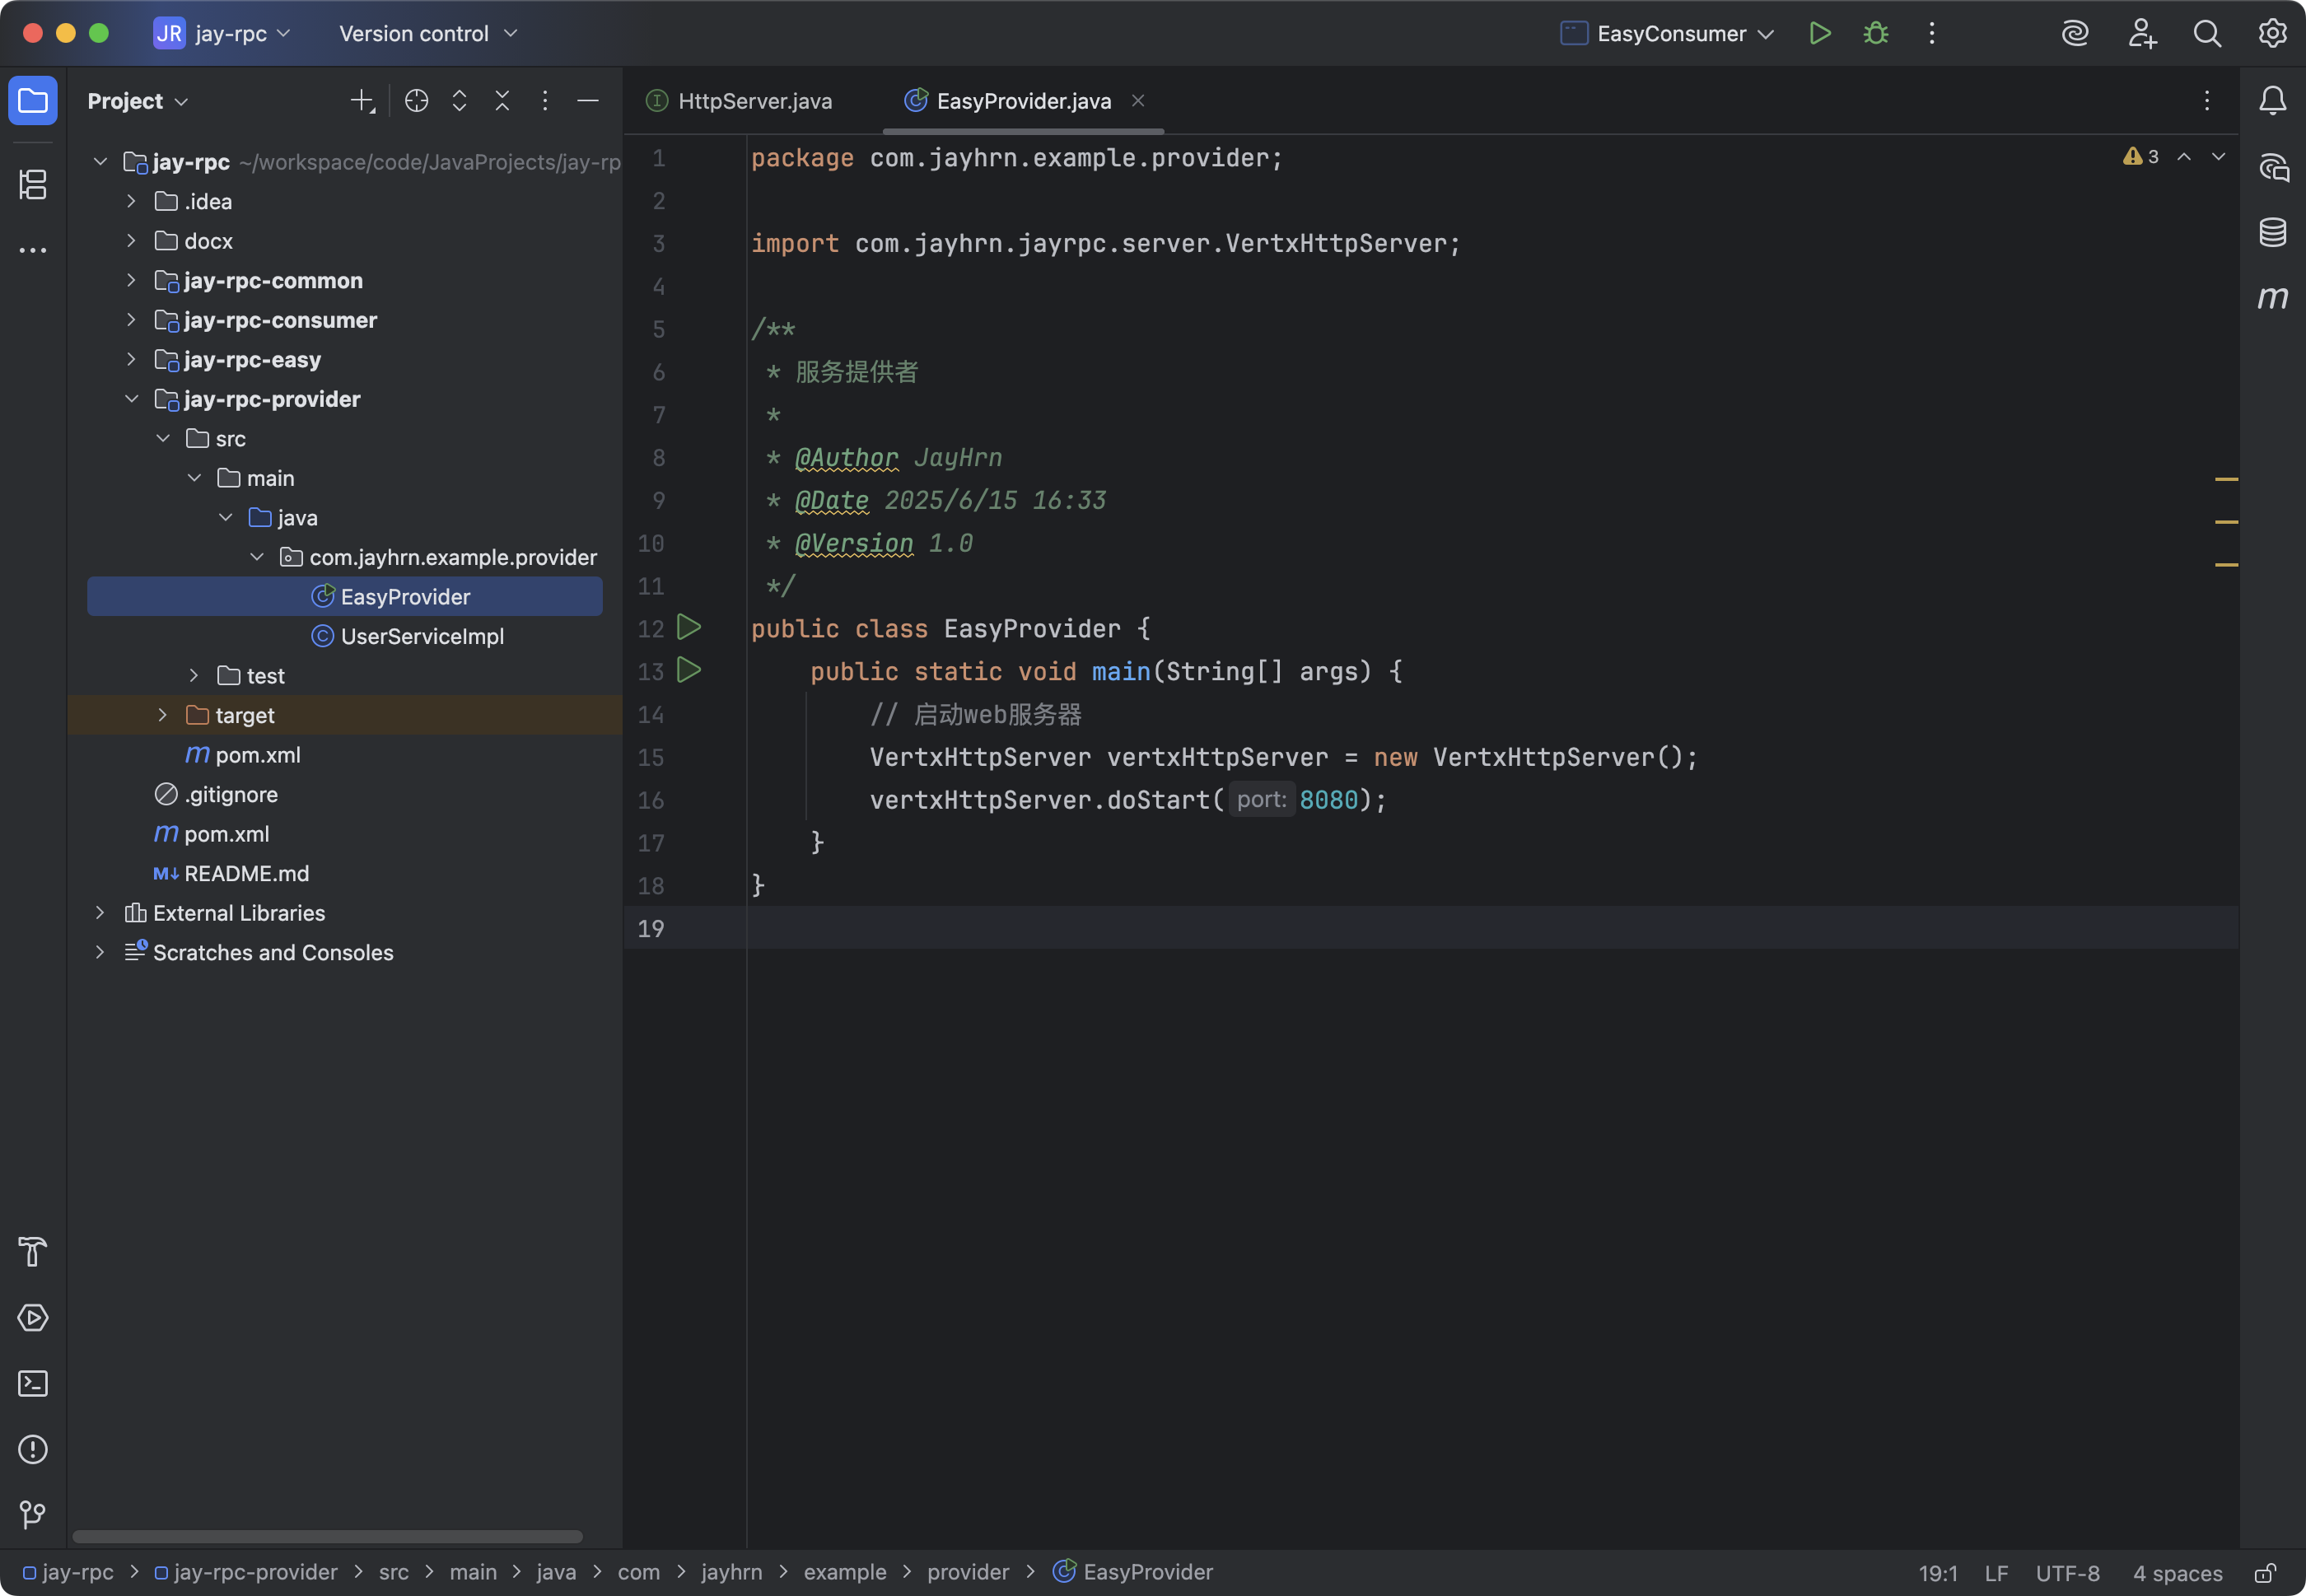 JR jay-rpc Version control EasyConsumer
Project
HttpServer.java EasyProvider.java
jay-rpc ~/workspace/code/JavaProjects/jay-rp
.idea
docx
jay-rpc-common
jay-rpc-consumer
jay-rpc-easy
jay-rpc-provider
src
main
java
com.jayhrn.example.provider
EasyProvider
UserServiceImpl
test
target
m pom.xml
.gitignore
m pom.xml
M↓ README.md
External Libraries
Scratches and Consoles
3
1 package com.jayhrn.example.provider;
2
3 import com.jayhrn.jayrpc.server.VertxHttpServer;
4
5 /**
6 * 服务提供者
7 *
8 * @Author JayHrn
9 * @Date 2025/6/15 16:33
10 * @Version 1.0
11 */
12 public class EasyProvider {
13 public static void main(String[] args) {
14 // 启动web服务器
15 VertxHttpServer vertxHttpServer = new VertxHttpServer();
16 vertxHttpServer.doStart( port: 8080);
17 }
18 }
19
m
jay-rpc > jay-rpc-provider > src > main > java > com > jayhrn > example > provider > EasyProvider
19:1 LF UTF-8 4 spaces